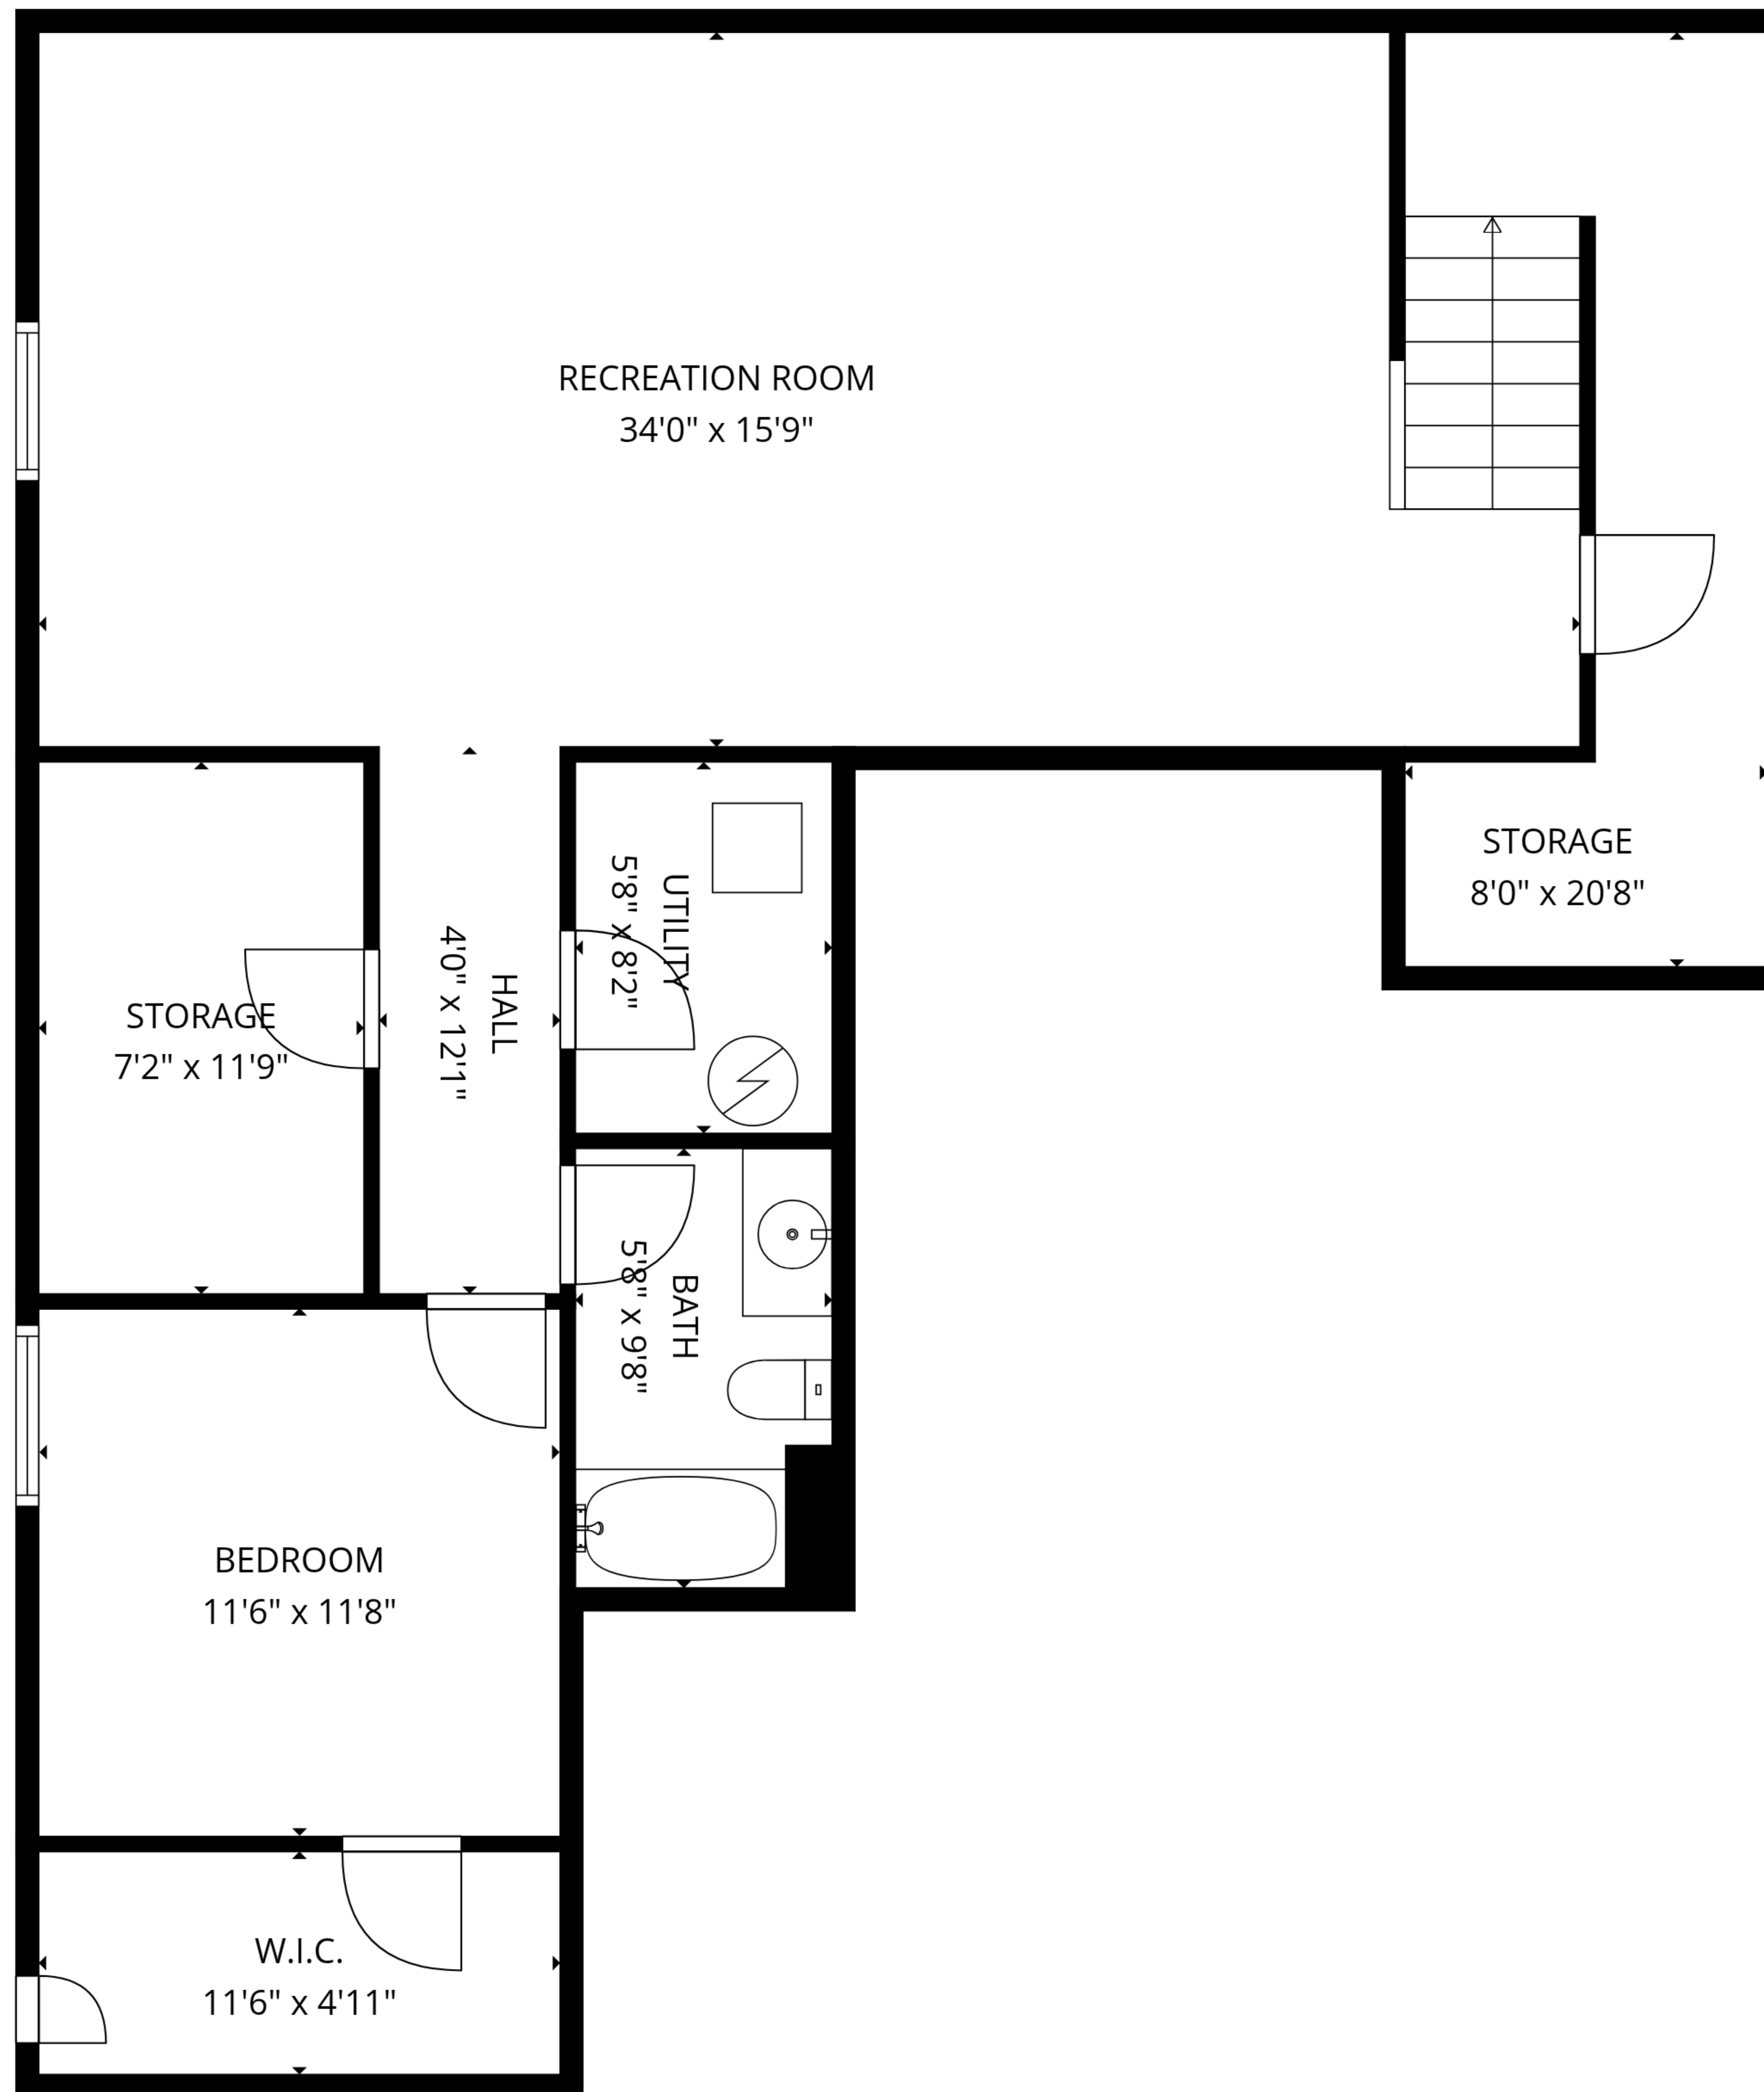 RECREATION ROOM
34'0" x 15'9"
STORAGE
8'0" x 20'8"
UTILITY
5'8" x 8'2"
HALL
4'0" x 12'1"
STORAGE
7'2" x 11'9"
BATH
5'8" x 9'8"
BEDROOM
11'6" x 11'8"
W.I.C.
11'6" x 4'11"